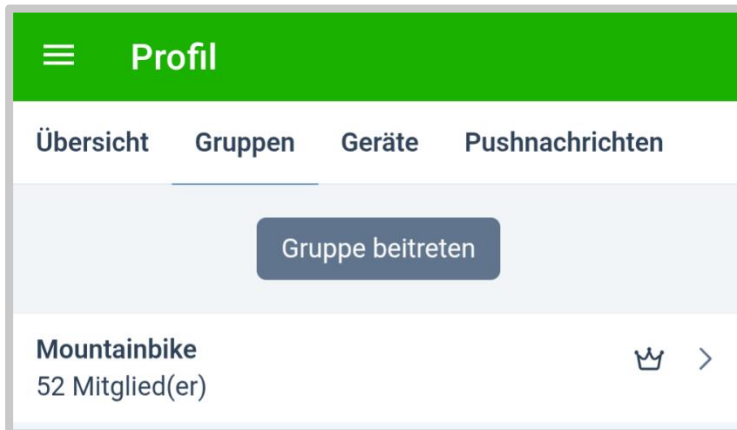 Profil
Übersicht Gruppen Geräte Pushnachrichten
Gruppe beitreten
Mountainbike
52 Mitglied(er)